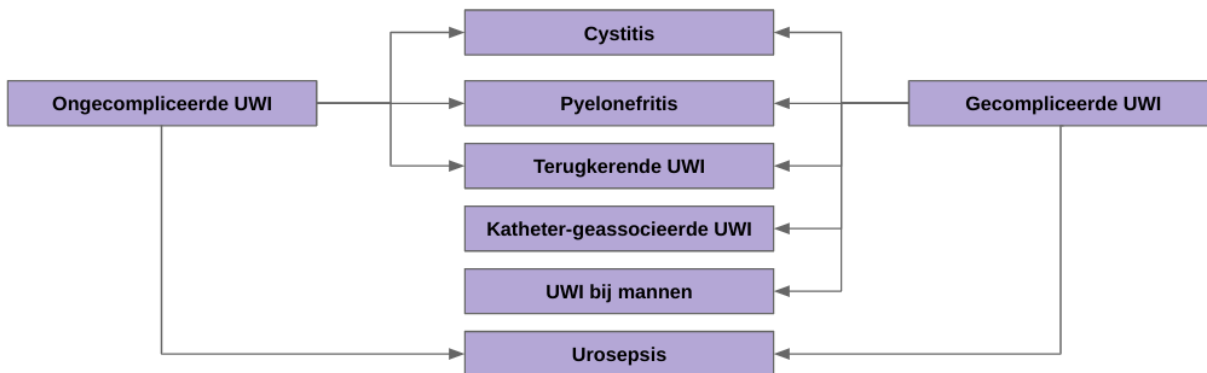 Cystitis
Ongecompliceerde UWI
Pyelonefritis
Gecompliceerde UWI
Terugkerende UWI
Katheter-geassocieerde UWI
UWI bij mannen
Urosepsis